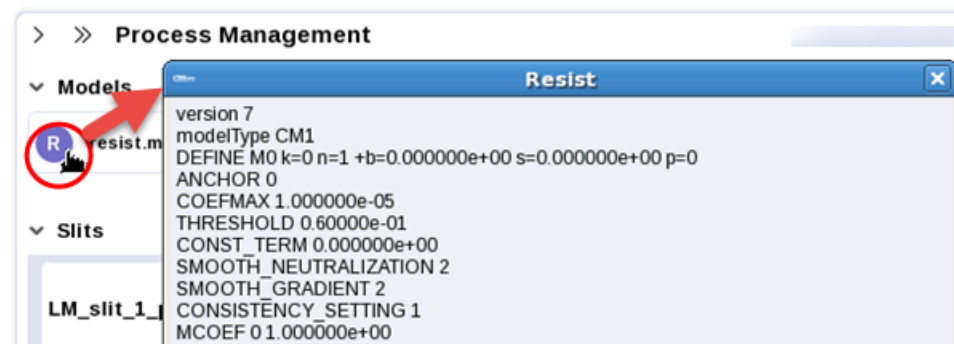 Process Management
Models
R
resist.m
Slits
LM_slit_1_p
Resist
version 7
modelType CM1
DEFINE M0 k=0 n=1 +b=0.000000e+00 s=0.000000e+00 p=0
ANCHOR 0
COEFMAX 1.000000e-05
THRESHOLD 0.60000e-01
CONST_TERM 0.000000e+00
SMOOTH_NEUTRALIZATION 2
SMOOTH_GRADIENT 2
CONSISTENCY_SETTING 1
MCOEF 0 1.000000e+00